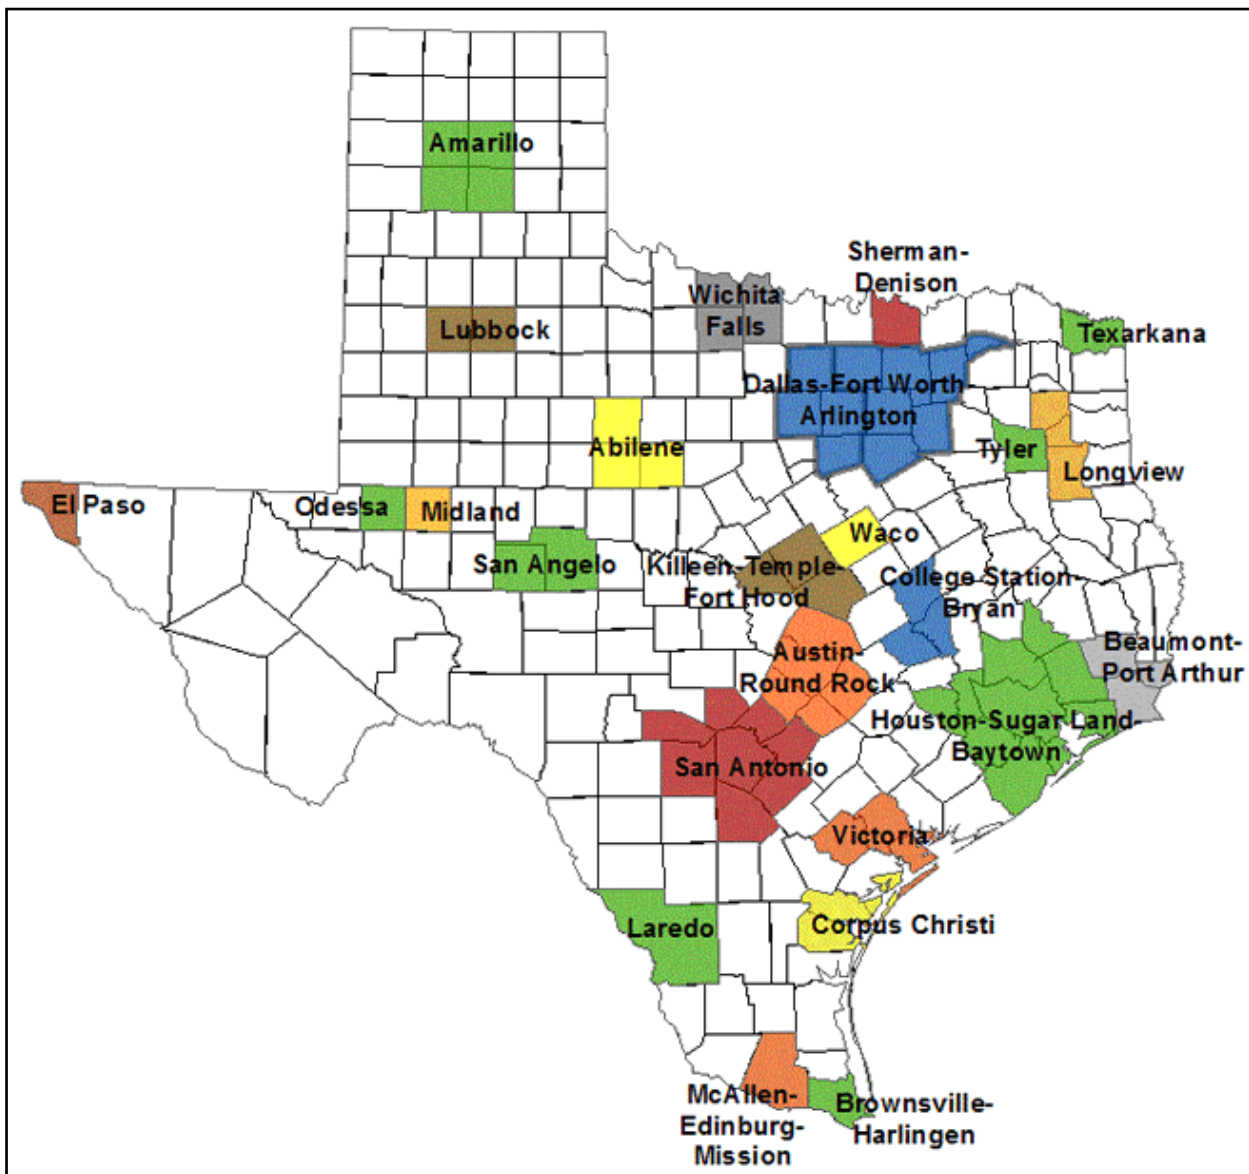 Amarillo
Sherman-
Denison
Wichita
Falls
Lubbock
Texarkana
Dallas-Fort Worth-
Arlington
Abilene
Tyler
Longview
El Paso
Odessa
Midland
Waco
San Angelo
Killeen-Temple-
Fort Hood
College Station-
Bryan
Beaumont-
Port Arthur
Austin-
Round Rock
Houston-Sugar Land-
Baytown
San Antonio
Victoria
Laredo
Corpus Christi
McAllen-
Edinburg-
Mission
Brownsville-
Harlingen